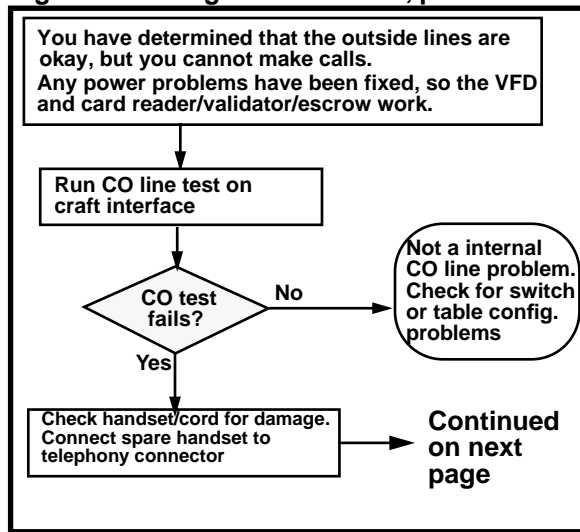 You have determined that the outside lines are
okay, but you cannot make calls.
Any power problems have been fixed, so the VFD
and card reader/validator/escrow work.
Run CO line test on
craft interface
CO test
fails?
No
Not a internal
CO line problem.
Check for switch
or table config.
problems
Yes
Check handset/cord for damage.
Connect spare handset to
telephony connector
Continued
on next
page